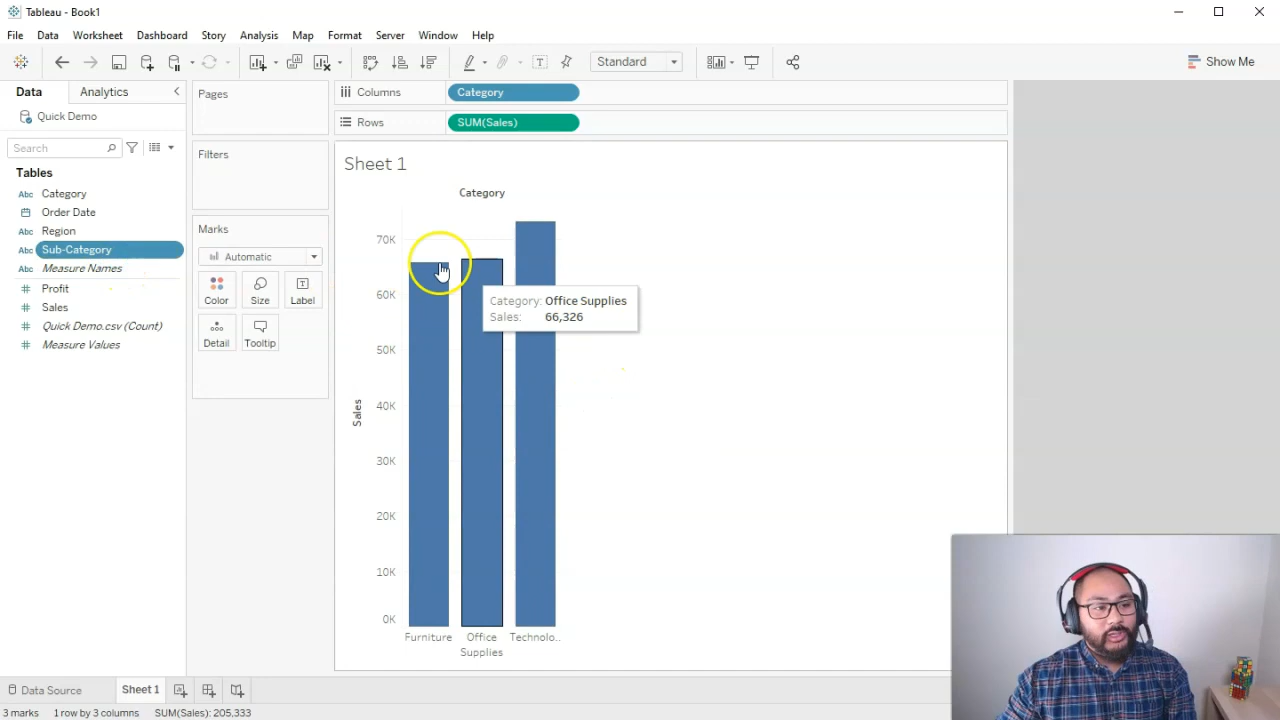 Tableau - Book1
File Data Worksheet Dashboard Story Analysis Map Format Server Window Help
Standard
Show Me
Data Analytics
Quick Demo
Search
Tables
Abc Category
Order Date
Abc Region
Abc Sub-Category
Abc Measure Names
# Profit
# Sales
# Quick Demo.csv (Count)
# Measure Values
Pages
Filters
Marks
Automatic
Color Size Label
Detail Tooltip
Columns Category
Rows SUM(Sales)
Sheet 1
Category
70K
60K
50K
40K
30K
20K
10K
0K
Sales
Category: Office Supplies
Sales: 66,326
Furniture
Office
Supplies
Technolo..
Data Source Sheet 1
3 marks 1 row by 3 columns SUM(Sales): 205,333